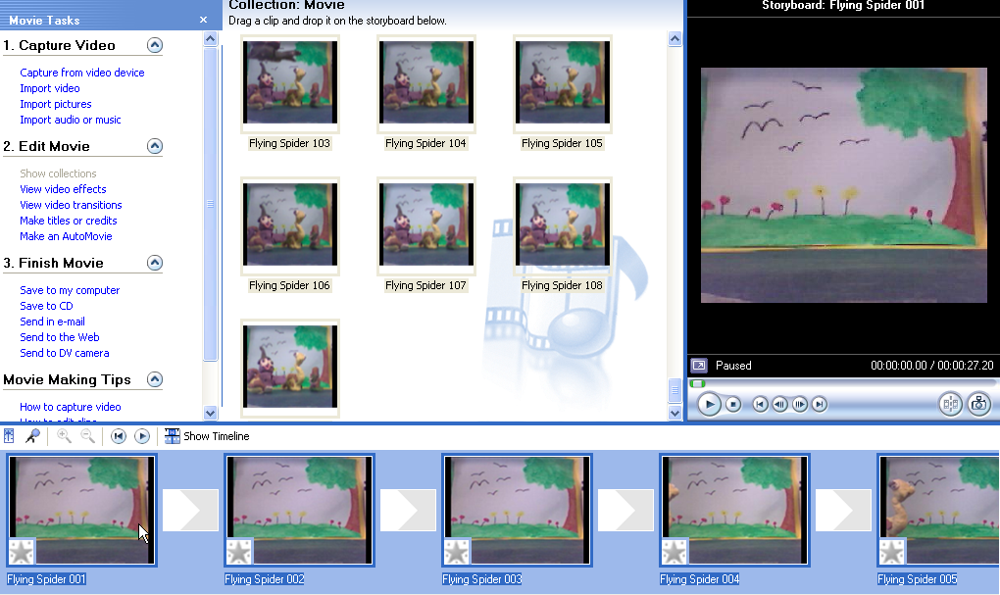 Movie Tasks
Collection: Movie
Drag a clip and drop it on the storyboard below.
1. Capture Video
Capture from video device
Import video
Import pictures
Import audio or music
2. Edit Movie
Show collections
View video effects
View video transitions
Make titles or credits
Make an AutoMovie
3. Finish Movie
Save to my computer
Save to CD
Send in e-mail
Send to the Web
Send to DV camera
Movie Making Tips
How to capture video
How to edit clips
Flying Spider 103
Flying Spider 104
Flying Spider 105
Flying Spider 106
Flying Spider 107
Flying Spider 108
Storyboard: Flying Spider 001
Paused
00:00:00.00 / 00:00:27.20
Show Timeline
Flying Spider 001
Flying Spider 002
Flying Spider 003
Flying Spider 004
Flying Spider 005